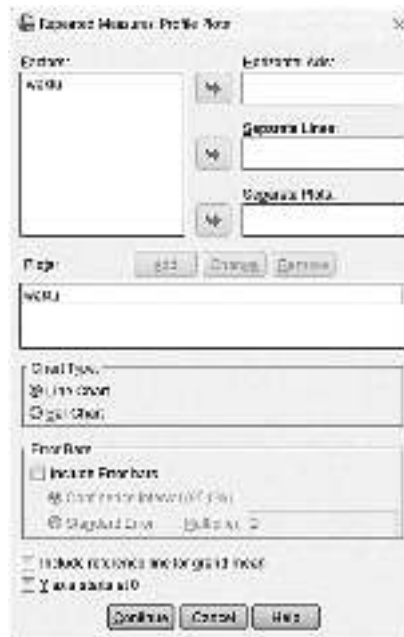 Repeated Measures: Profile Plots
Factors:
waktu
Horizontal Axis:
Separate Lines:
Separate Plots:
Plots:
Add Change Remove
waktu
Chart Type:
Line Chart
Bar Chart
Error Bars
Include Error bars
Confidence Interval
Standard Error Multiplier: 2
Include reference line for grand mean
Y axis starts at 0
Continue Cancel Help